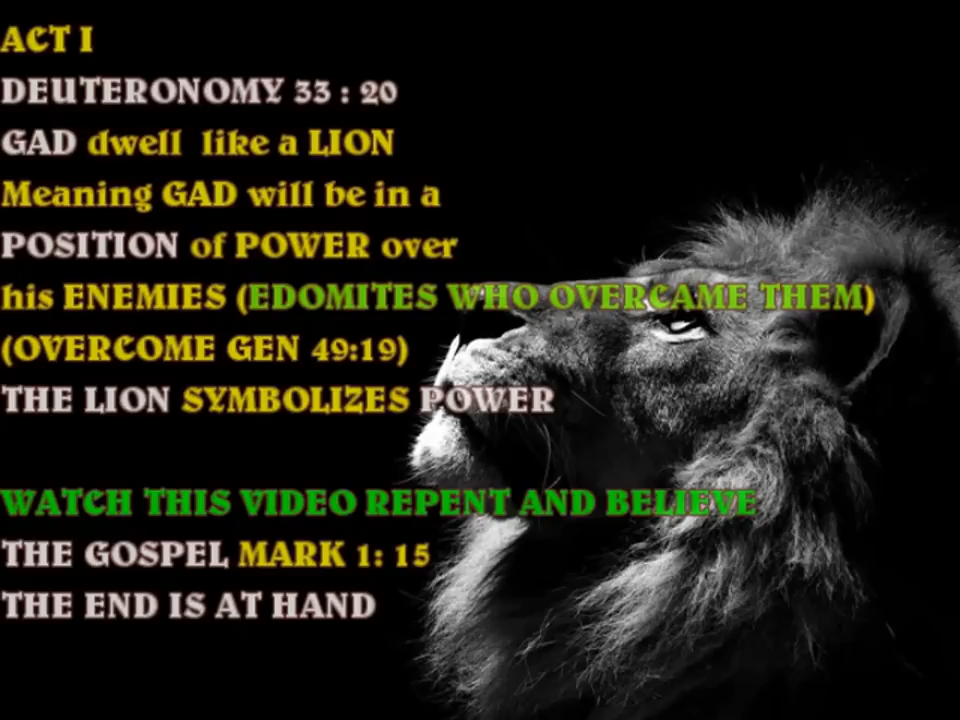 ACT I
DEUTERONOMY 33 : 20
GAD dwell like a LION
Meaning GAD will be in a
POSITION of POWER over
his ENEMIES (EDOMITES WHO OVERCAME THEM)
(OVERCOME GEN 49:19)
THE LION SYMBOLIZES POWER
WATCH THIS VIDEO REPENT AND BELIEVE
THE GOSPEL MARK 1: 15
THE END IS AT HAND